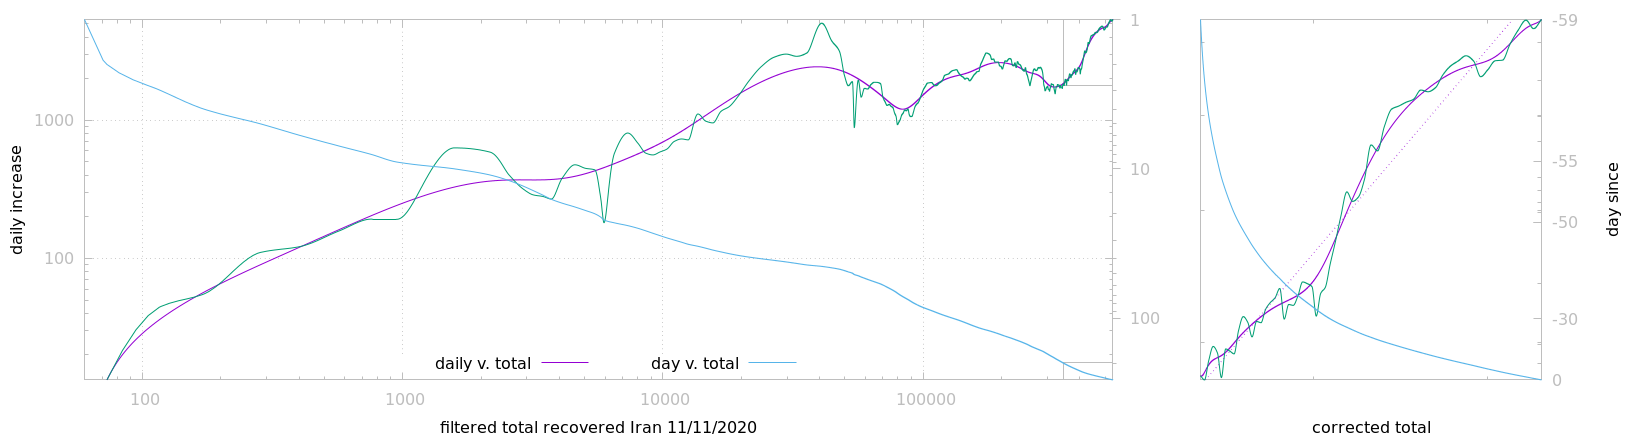 1
-59
1000
daily increase
10
-55
-50
day since
100
100
-30
daily v. total
day v. total
0
100
1000
10000
100000
filtered total recovered Iran 11/11/2020
corrected total